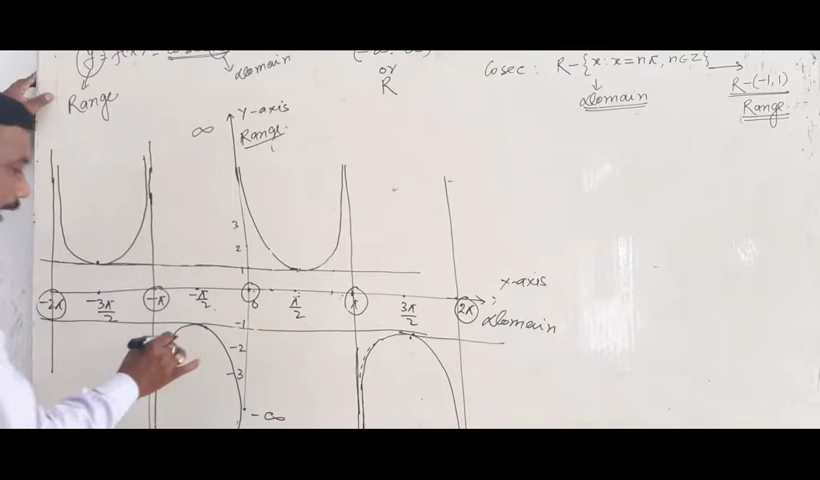 y = f(x) =
Domain
Range
or
R
Cosec : R-{x: x = nπ, n∈Z}
Domain
R-(-1,1)
Range
∞
Y-axis
Range
3
2
1
-2π -3π/2 -π -π/2 0 π/2 π 3π/2 2π
x-axis
Domain
-1
-2
-3
-∞